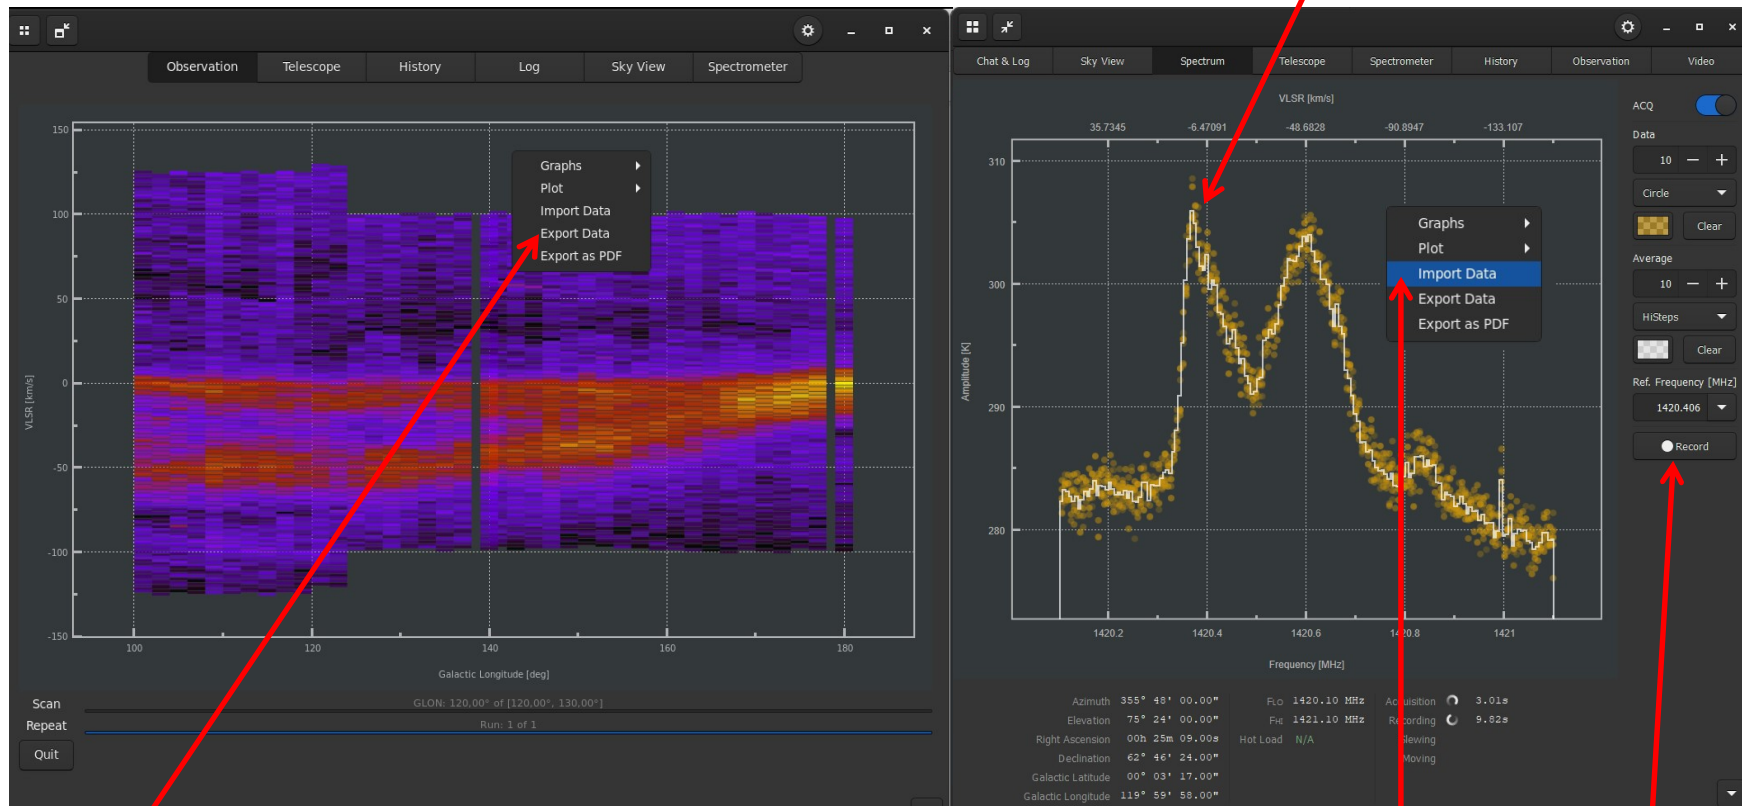 Observation Telescope History Log Sky View Spectrometer
150
100
50
0
-50
-100
-150
VLSR [km/s]
Graphs
Plot
Import Data
Export Data
Export as PDF
100 120 140 160 180
Galactic Longitude [deg]
Scan GLON: 120,00° of [120,00°, 130,00°]
Repeat Run: 1 of 1
Quit
Chat & Log Sky View Spectrum Telescope Spectrometer History Observation Video
VLSR [km/s]
35.7345 -6.47091 -48.6828 -90.8947 -133.107
310
300
290
280
Amplitude [K]
Graphs
Plot
Import Data
Export Data
Export as PDF
1420.2 1420.4 1420.6 1420.8 1421
Frequency [MHz]
ACQ
Data
10 − +
Circle
Clear
Average
10 − +
HiSteps
Clear
Ref. Frequency [MHz]
1420.406
Record
Azimuth 355° 48' 00.00" FLO 1420.10 MHz Acquisition 3.01s
Elevation 75° 24' 00.00" FHI 1421.10 MHz Recording 9.82s
Right Ascension 00h 25m 09.00s Hot Load N/A Slewing
Declination 62° 46' 24.00" Moving
Galactic Latitude 00° 03' 17.00"
Galactic Longitude 119° 59' 58.00"